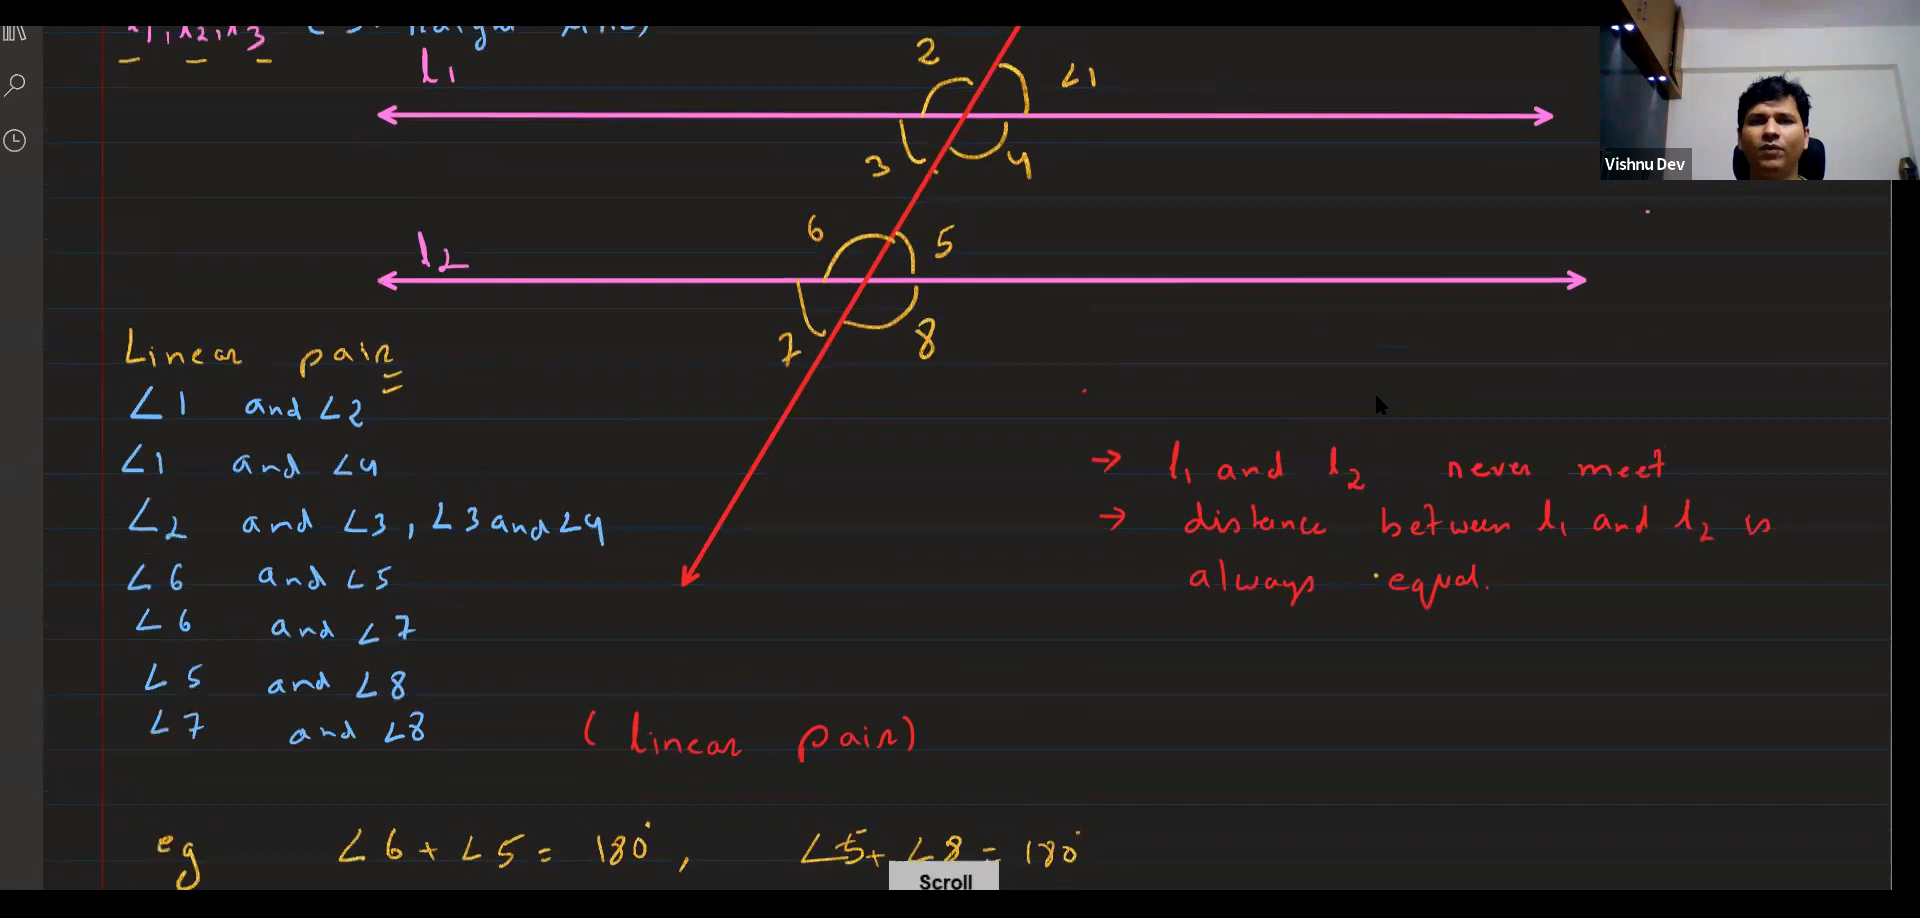 l1
2
∠1
3
4
Vishnu Dev
l2
6
5
7
8
Linear pair
∠1 and ∠2
∠1 and ∠4
∠2 and ∠3, ∠3 and ∠4
∠6 and ∠5
∠6 and ∠7
∠5 and ∠8
∠7 and ∠8
(linear pair)
→ l1 and l2 never meet
→ distance between l1 and l2 is
always equal.
eg ∠6 + ∠5 = 180°, ∠5 + ∠8 = 180°
Scroll